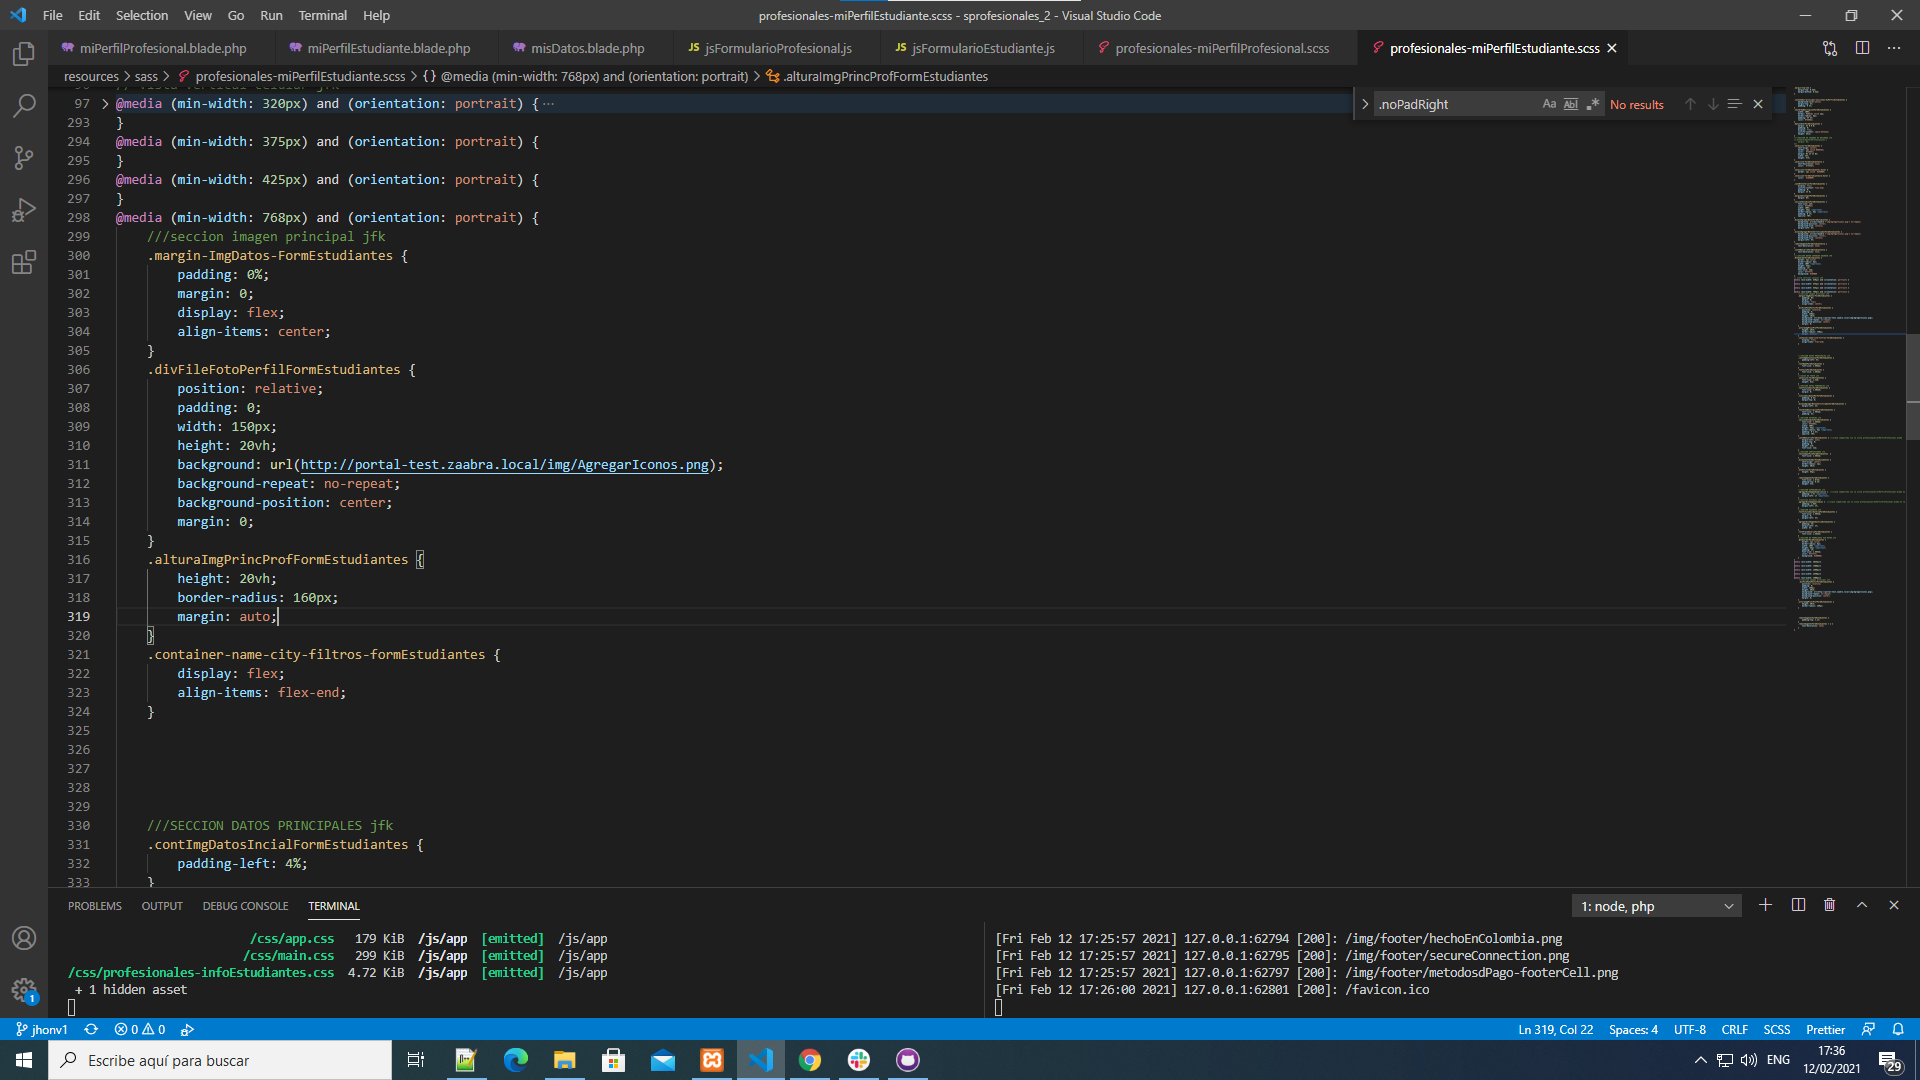 File Edit Selection View Go Run Terminal Help
profesionales-miPerfilEstudiante.scss - sprofesionales_2 - Visual Studio Code
miPerfilProfesional.blade.php
miPerfilEstudiante.blade.php
misDatos.blade.php
JS jsFormularioProfesional.js
JS jsFormularioEstudiante.js
profesionales-miPerfilProfesional.scss
profesionales-miPerfilEstudiante.scss
resources > sass > profesionales-miPerfilEstudiante.scss > {} @media (min-width: 768px) and (orientation: portrait) > .alturaImgPrincProfFormEstudiantes
.noPadRight
Aa Abl .* No results
97 @media (min-width: 320px) and (orientation: portrait) { ···
293 }
294 @media (min-width: 375px) and (orientation: portrait) {
295 }
296 @media (min-width: 425px) and (orientation: portrait) {
297 }
298 @media (min-width: 768px) and (orientation: portrait) {
299 ///seccion imagen principal jfk
300 .margin-ImgDatos-FormEstudiantes {
301 padding: 0%;
302 margin: 0;
303 display: flex;
304 align-items: center;
305 }
306 .divFileFotoPerfilFormEstudiantes {
307 position: relative;
308 padding: 0;
309 width: 150px;
310 height: 20vh;
311 background: url(http://portal-test.zaabra.local/img/AgregarIconos.png);
312 background-repeat: no-repeat;
313 background-position: center;
314 margin: 0;
315 }
316 .alturaImgPrincProfFormEstudiantes {
317 height: 20vh;
318 border-radius: 160px;
319 margin: auto;
320 }
321 .container-name-city-filtros-formEstudiantes {
322 display: flex;
323 align-items: flex-end;
324 }
325
326
327
328
329
330 ///SECCION DATOS PRINCIPALES jfk
331 .contImgDatosIncialFormEstudiantes {
332 padding-left: 4%;
333 }
PROBLEMS OUTPUT DEBUG CONSOLE TERMINAL
1: node, php
/css/app.css 179 KiB /js/app [emitted] /js/app
/css/main.css 299 KiB /js/app [emitted] /js/app
/css/profesionales-infoEstudiantes.css 4.72 KiB /js/app [emitted] /js/app
+ 1 hidden asset
[Fri Feb 12 17:25:57 2021] 127.0.0.1:62794 [200]: /img/footer/hechoEnColombia.png
[Fri Feb 12 17:25:57 2021] 127.0.0.1:62795 [200]: /img/footer/secureConnection.png
[Fri Feb 12 17:25:57 2021] 127.0.0.1:62797 [200]: /img/footer/metodosdPago-footerCell.png
[Fri Feb 12 17:26:00 2021] 127.0.0.1:62801 [200]: /favicon.ico
1
jhonv1 0 0 Ln 319, Col 22 Spaces: 4 UTF-8 CRLF SCSS Prettier
Escribe aquí para buscar
ENG
17:36
12/02/2021
29